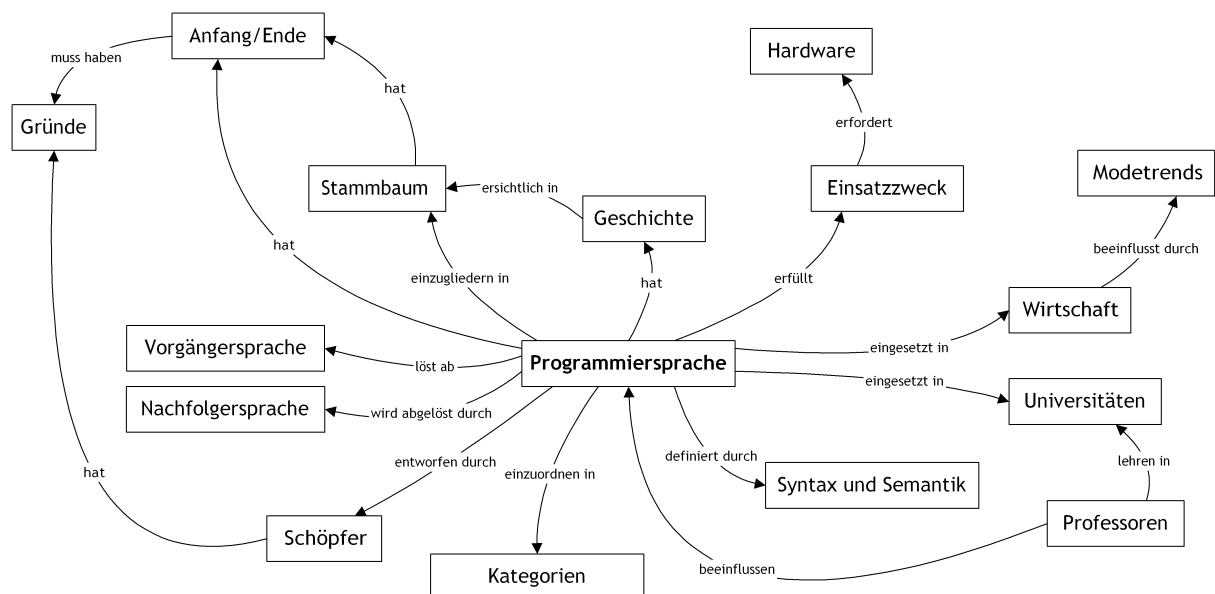 Anfang/Ende
Hardware
muss haben
hat
Gründe
erfordert
Modetrends
Stammbaum
ersichtlich in
Einsatzzweck
Geschichte
hat
beeinflusst durch
einzugliedern in
hat
erfüllt
Wirtschaft
Vorgängersprache
löst ab
Programmiersprache
eingesetzt in
eingesetzt in
Nachfolgersprache
wird abgelöst durch
Universitäten
hat
entworfen durch
einzuordnen in
definiert durch
lehren in
Syntax und Semantik
Schöpfer
Professoren
Kategorien
beeinflussen